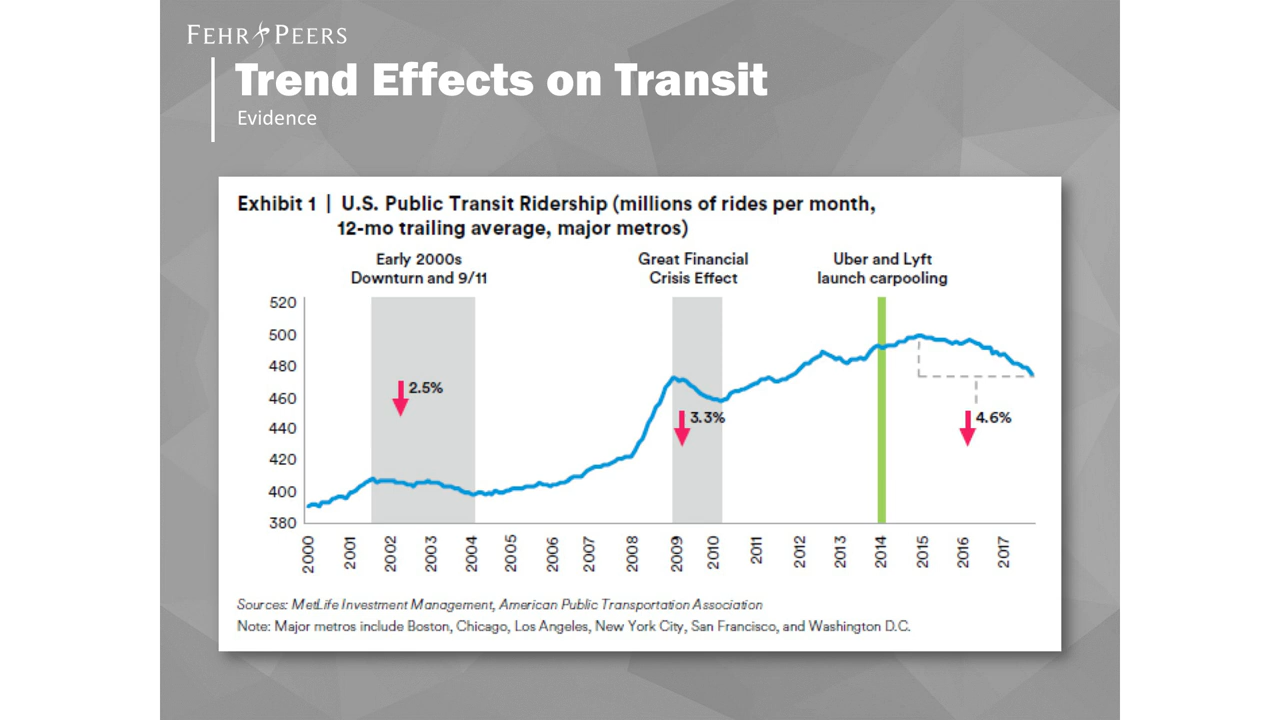 FEHR PEERS
Trend Effects on Transit
Evidence
Exhibit 1 | U.S. Public Transit Ridership (millions of rides per month,
12-mo trailing average, major metros)
Early 2000s
Downturn and 9/11
Great Financial
Crisis Effect
Uber and Lyft
launch carpooling
520
500
480
460
440
420
400
380
2.5%
3.3%
4.6%
2000
2001
2002
2003
2004
2005
2006
2007
2008
2009
2010
2011
2012
2013
2014
2015
2016
2017
Sources: MetLife Investment Management, American Public Transportation Association
Note: Major metros include Boston, Chicago, Los Angeles, New York City, San Francisco, and Washington D.C.